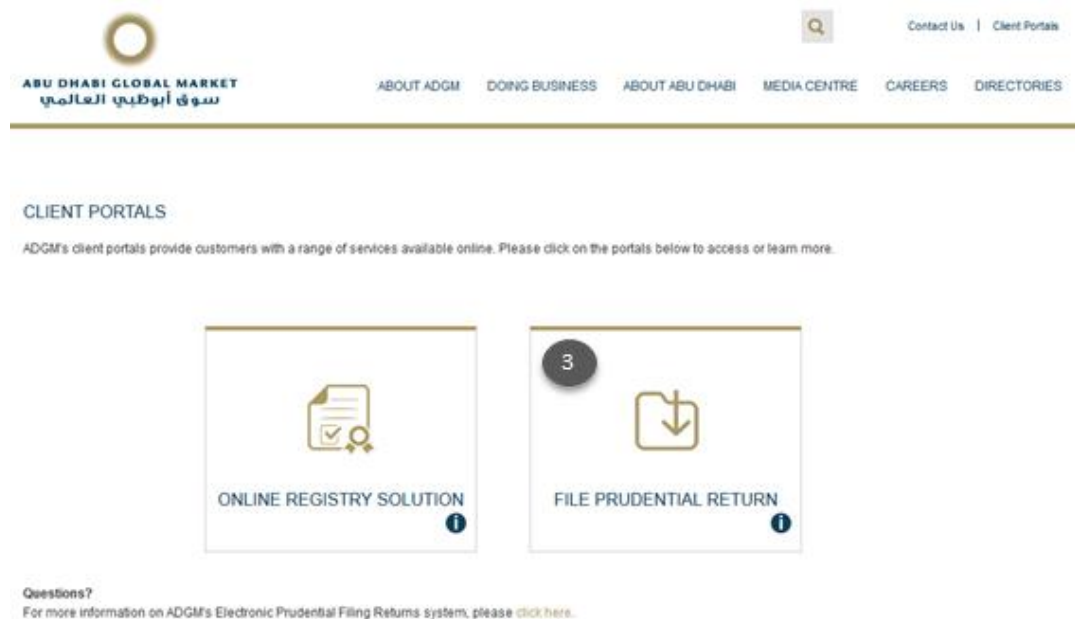 Contact Us | Client Portals
ABU DHABI GLOBAL MARKET
سوق أبوظبي العالمي
ABOUT ADGM DOING BUSINESS ABOUT ABU DHABI MEDIA CENTRE CAREERS DIRECTORIES
CLIENT PORTALS
ADGM's client portals provide customers with a range of services available online. Please click on the portals below to access or learn more.
3
ONLINE REGISTRY SOLUTION
i
FILE PRUDENTIAL RETURN
i
Questions?
For more information on ADGM's Electronic Prudential Filing Returns system, please click here.